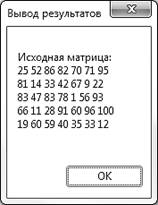 Вывод результатов
Исходная матрица:
25 52 86 82 70 71 95
81 14 33 42 67 9 22
83 47 83 78 1 56 93
66 11 28 91 60 96 100
19 60 59 40 35 33 12
OK